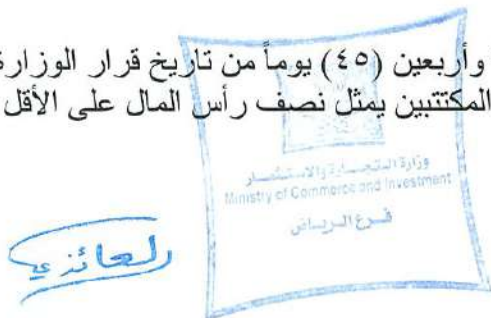 وأربعين (٤٥) يوماً من تاريخ قرار الوزارة
المكتتبين يمثل نصف رأس المال على الأقل
وزارة التجارة والاستثمار
Ministry of Commerce and Investment
فرع الرياض
العائذي